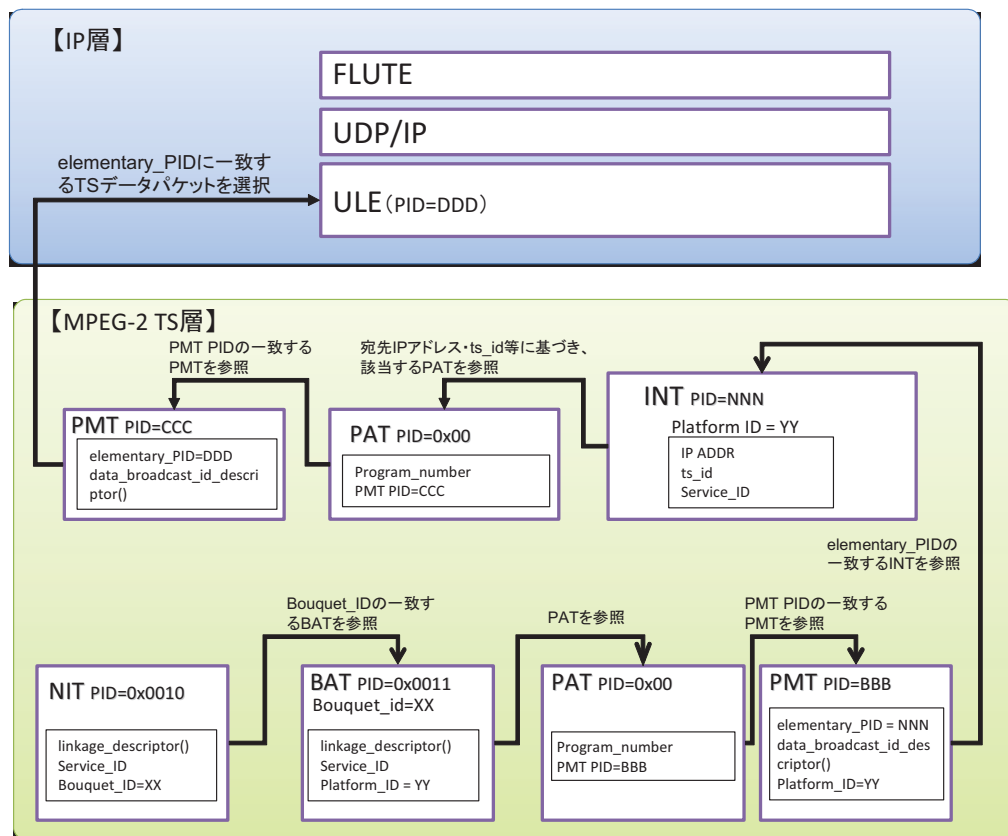 【IP層】
FLUTE
UDP/IP
elementary_PIDに一致す
るTSデータパケットを選択
ULE（PID=DDD）
【MPEG-2 TS層】
PMT PIDの一致する
PMTを参照
宛先IPアドレス・ts_id等に基づき、
該当するPATを参照
PMT PID=CCC
elementary_PID=DDD
data_broadcast_id_descri
ptor()
PAT PID=0x00
Program_number
PMT PID=CCC
INT PID=NNN
Platform ID = YY
IP ADDR
ts_id
Service_ID
elementary_PIDの
一致するINTを参照
Bouquet_IDの一致す
るBATを参照
PATを参照
PMT PIDの一致する
PMTを参照
NIT PID=0x0010
linkage_descriptor()
Service_ID
Bouquet_ID=XX
BAT PID=0x0011
Bouquet_id=XX
linkage_descriptor()
Service_ID
Platform_ID = YY
PAT PID=0x00
Program_number
PMT PID=BBB
PMT PID=BBB
elementary_PID = NNN
data_broadcast_id_des
criptor()
Platform_ID=YY